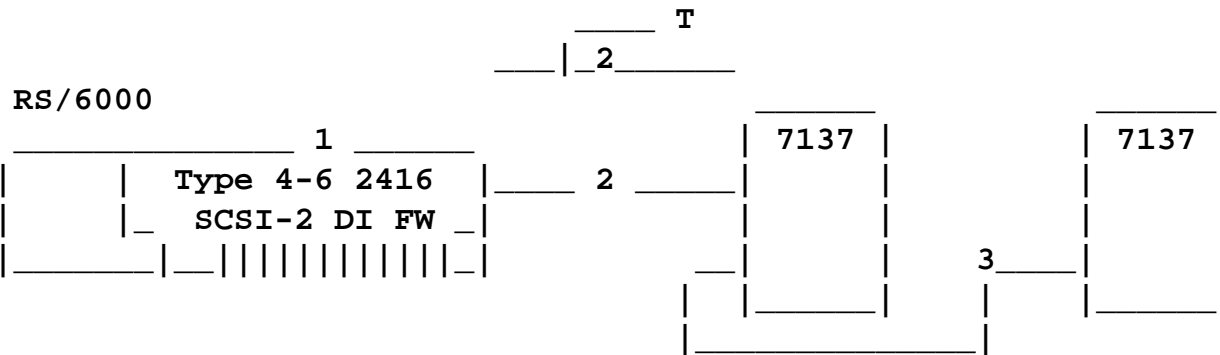 T
2
RS/6000
1 7137 7137
Type 4-6 2416 2
SCSI-2 DI FW
3